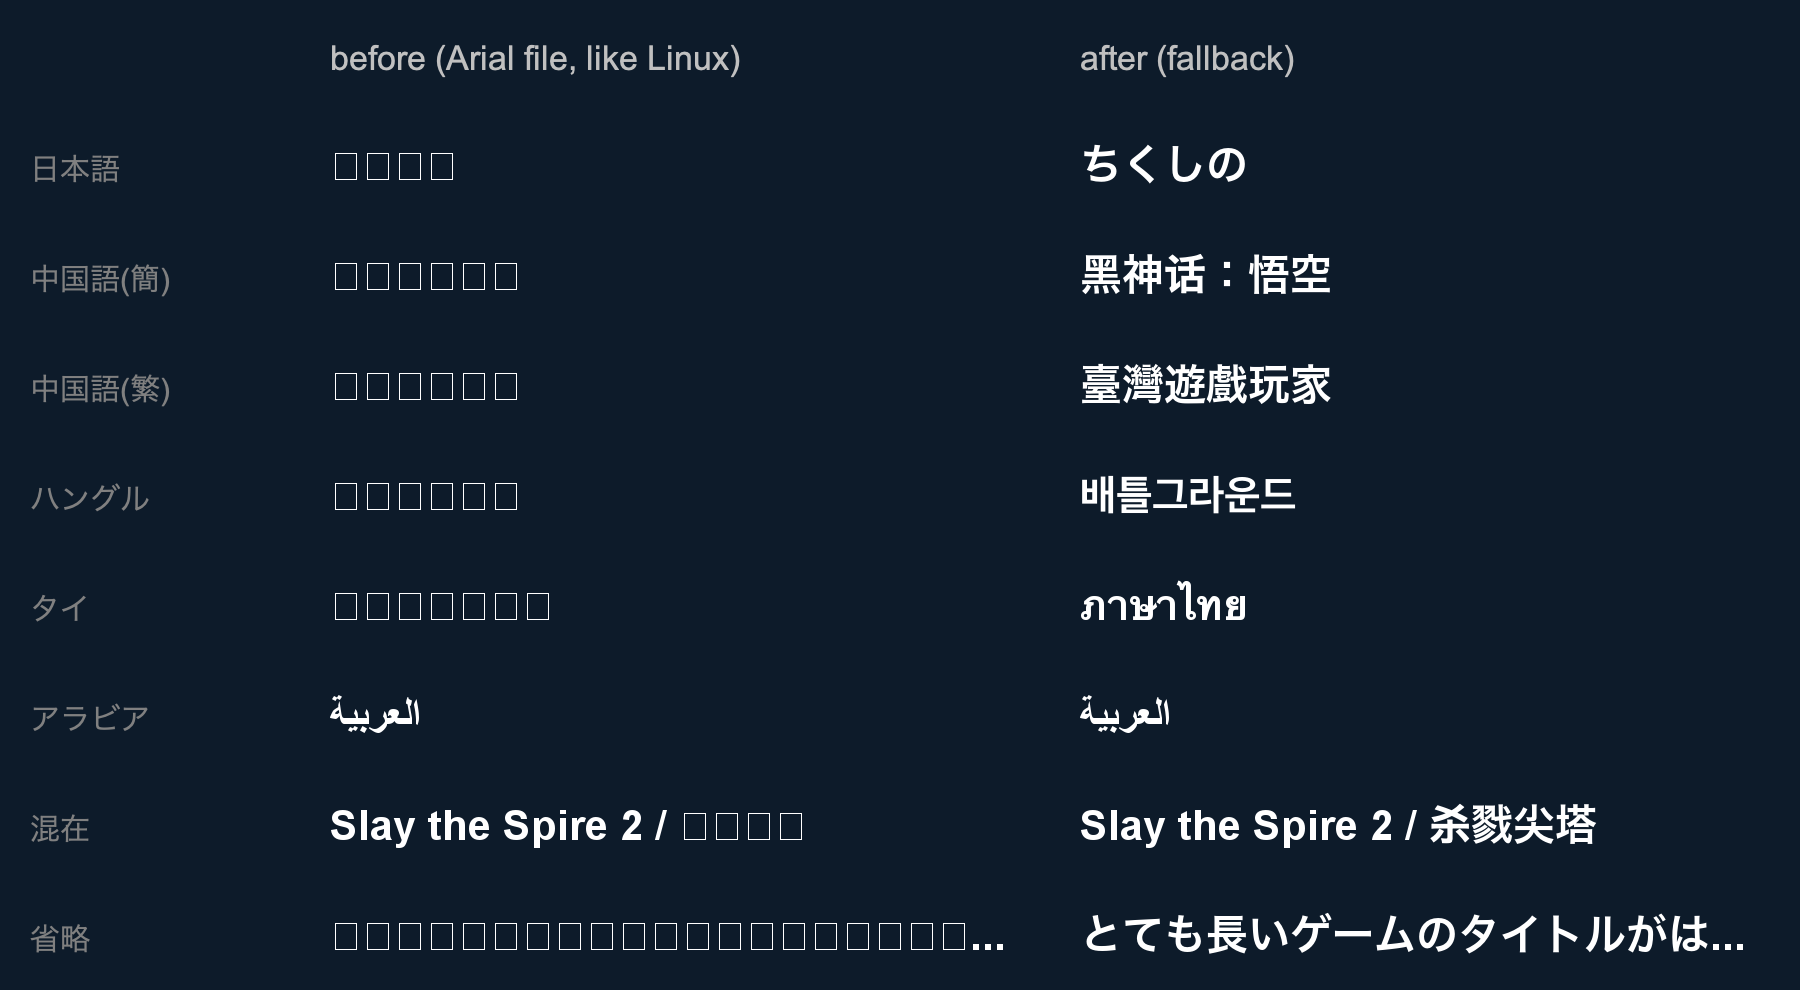 before (Arial file, like Linux) after (fallback)
日本語 □□□□ ちくしの
中国語(簡) □□□□□□ 黑神话：悟空
中国語(繁) □□□□□□ 臺灣遊戲玩家
ハングル □□□□□□ 배틀그라운드
タイ □□□□□□□ ภาษาไทย
アラビア العربية العربية
混在 Slay the Spire 2 / □□□□ Slay the Spire 2 / 杀戮尖塔
省略 □□□□□□□□□□□□□□□□□□□□... とても長いゲームのタイトルがは...